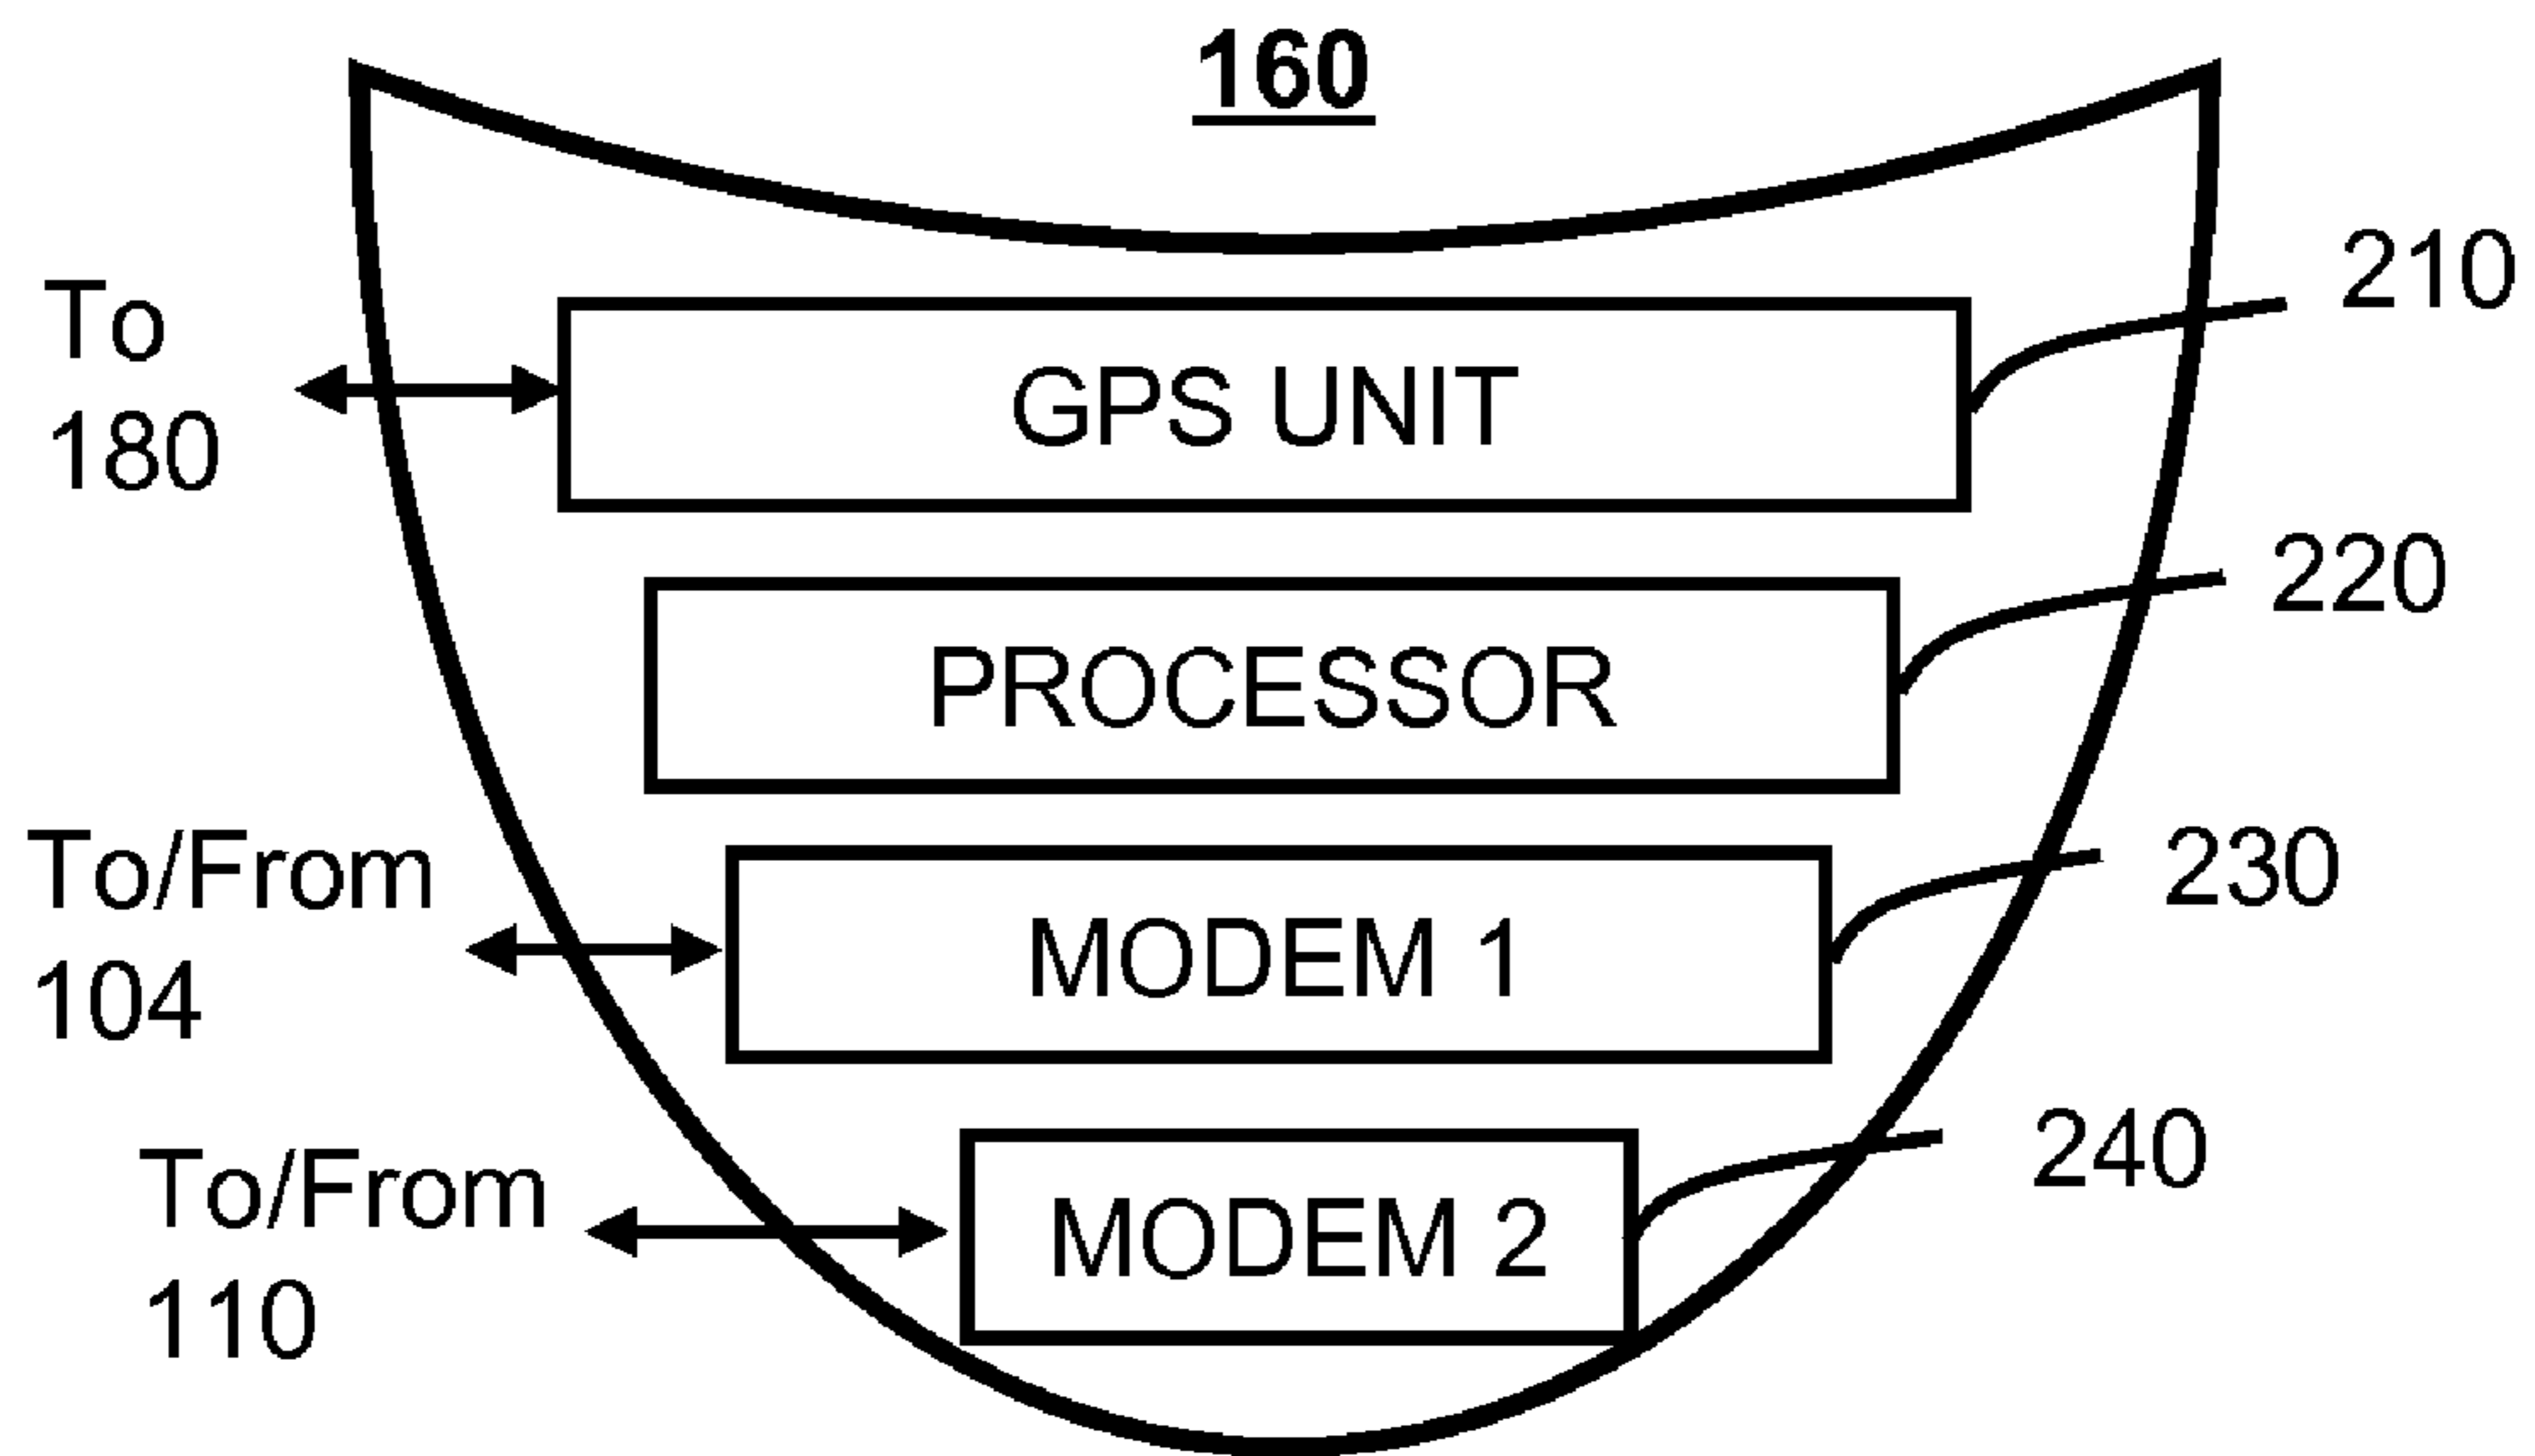 160
210
To
180
GPS UNIT
220
PROCESSOR
To/From
104
230
MODEM 1
To/From
110
240
MODEM 2